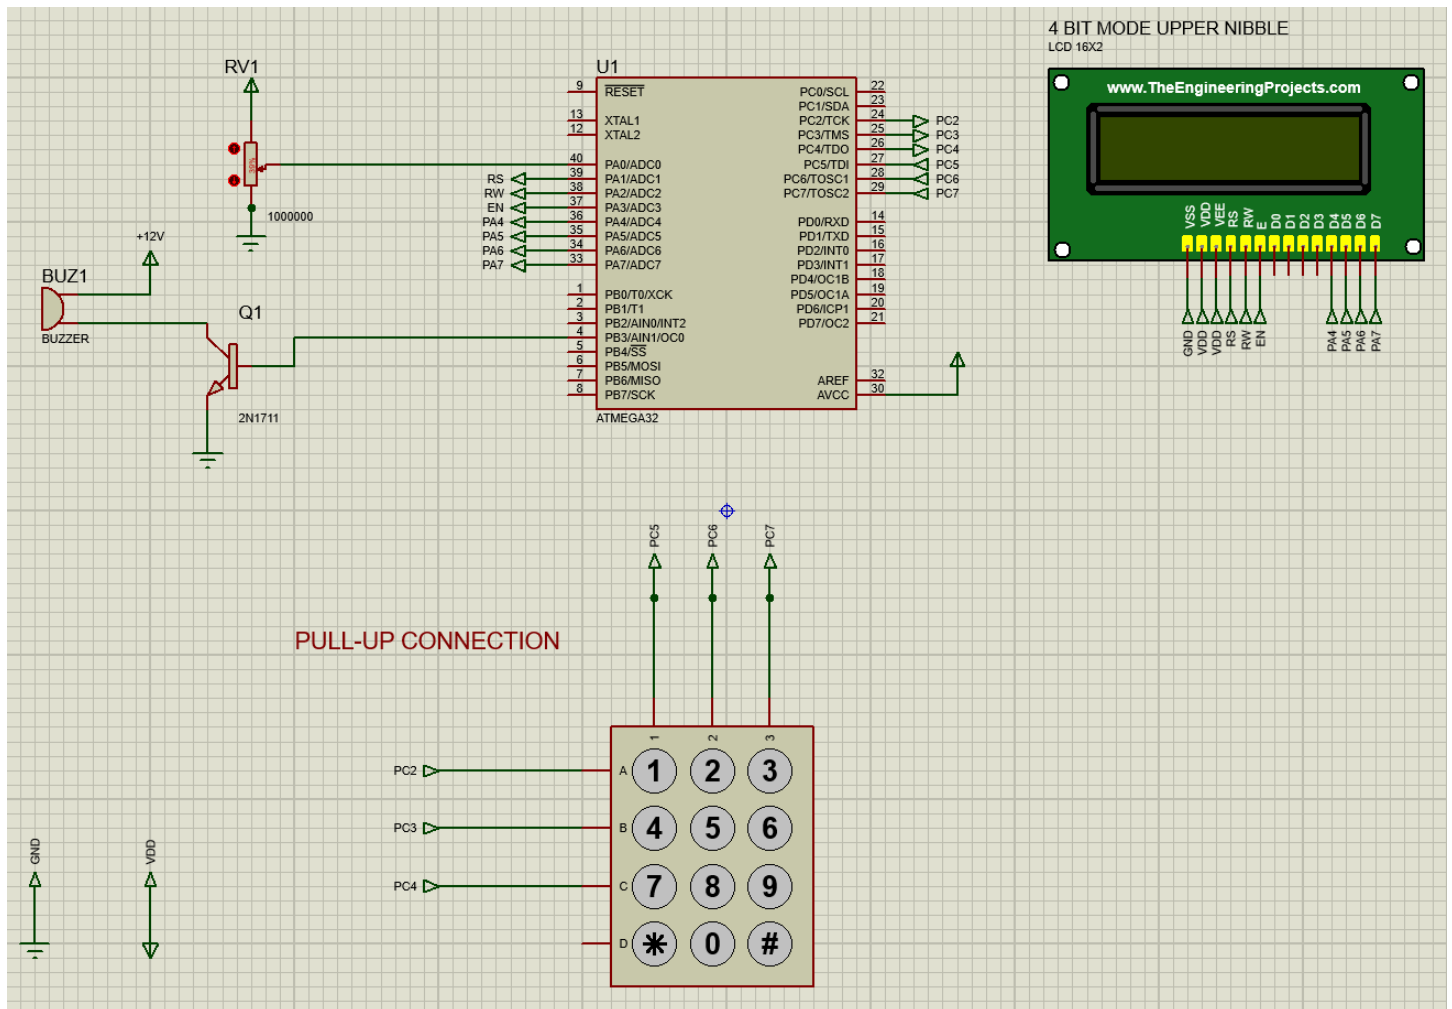 4 BIT MODE UPPER NIBBLE
LCD 16X2
www.TheEngineeringProjects.com
VSS
VDD
VEE
RS
RW
E
D0
D1
D2
D3
D4
D5
D6
D7
GND
VDD
VDD
RS
RW
EN
PA4
PA5
PA6
PA7
RV1
1000000
+12V
BUZ1
BUZZER
Q1
2N1711
U1
9 RESET
13 XTAL1
12 XTAL2
40 PA0/ADC0
RS 39 PA1/ADC1
RW 38 PA2/ADC2
EN 37 PA3/ADC3
PA4 36 PA4/ADC4
PA5 35 PA5/ADC5
PA6 34 PA6/ADC6
PA7 33 PA7/ADC7
1 PB0/T0/XCK
2 PB1/T1
3 PB2/AIN0/INT2
4 PB3/AIN1/OC0
5 PB4/SS
6 PB5/MOSI
7 PB6/MISO
8 PB7/SCK
PC0/SCL 22
PC1/SDA 23
PC2/TCK 24 PC2
PC3/TMS 25 PC3
PC4/TDO 26 PC4
PC5/TDI 27 PC5
PC6/TOSC1 28 PC6
PC7/TOSC2 29 PC7
PD0/RXD 14
PD1/TXD 15
PD2/INT0 16
PD3/INT1 17
PD4/OC1B 18
PD5/OC1A 19
PD6/ICP1 20
PD7/OC2 21
AREF 32
AVCC 30
ATMEGA32
PC5
PC6
PC7
PULL-UP CONNECTION
1 2 3
PC2 A 1 2 3
PC3 B 4 5 6
PC4 C 7 8 9
D * 0 #
GND
VDD